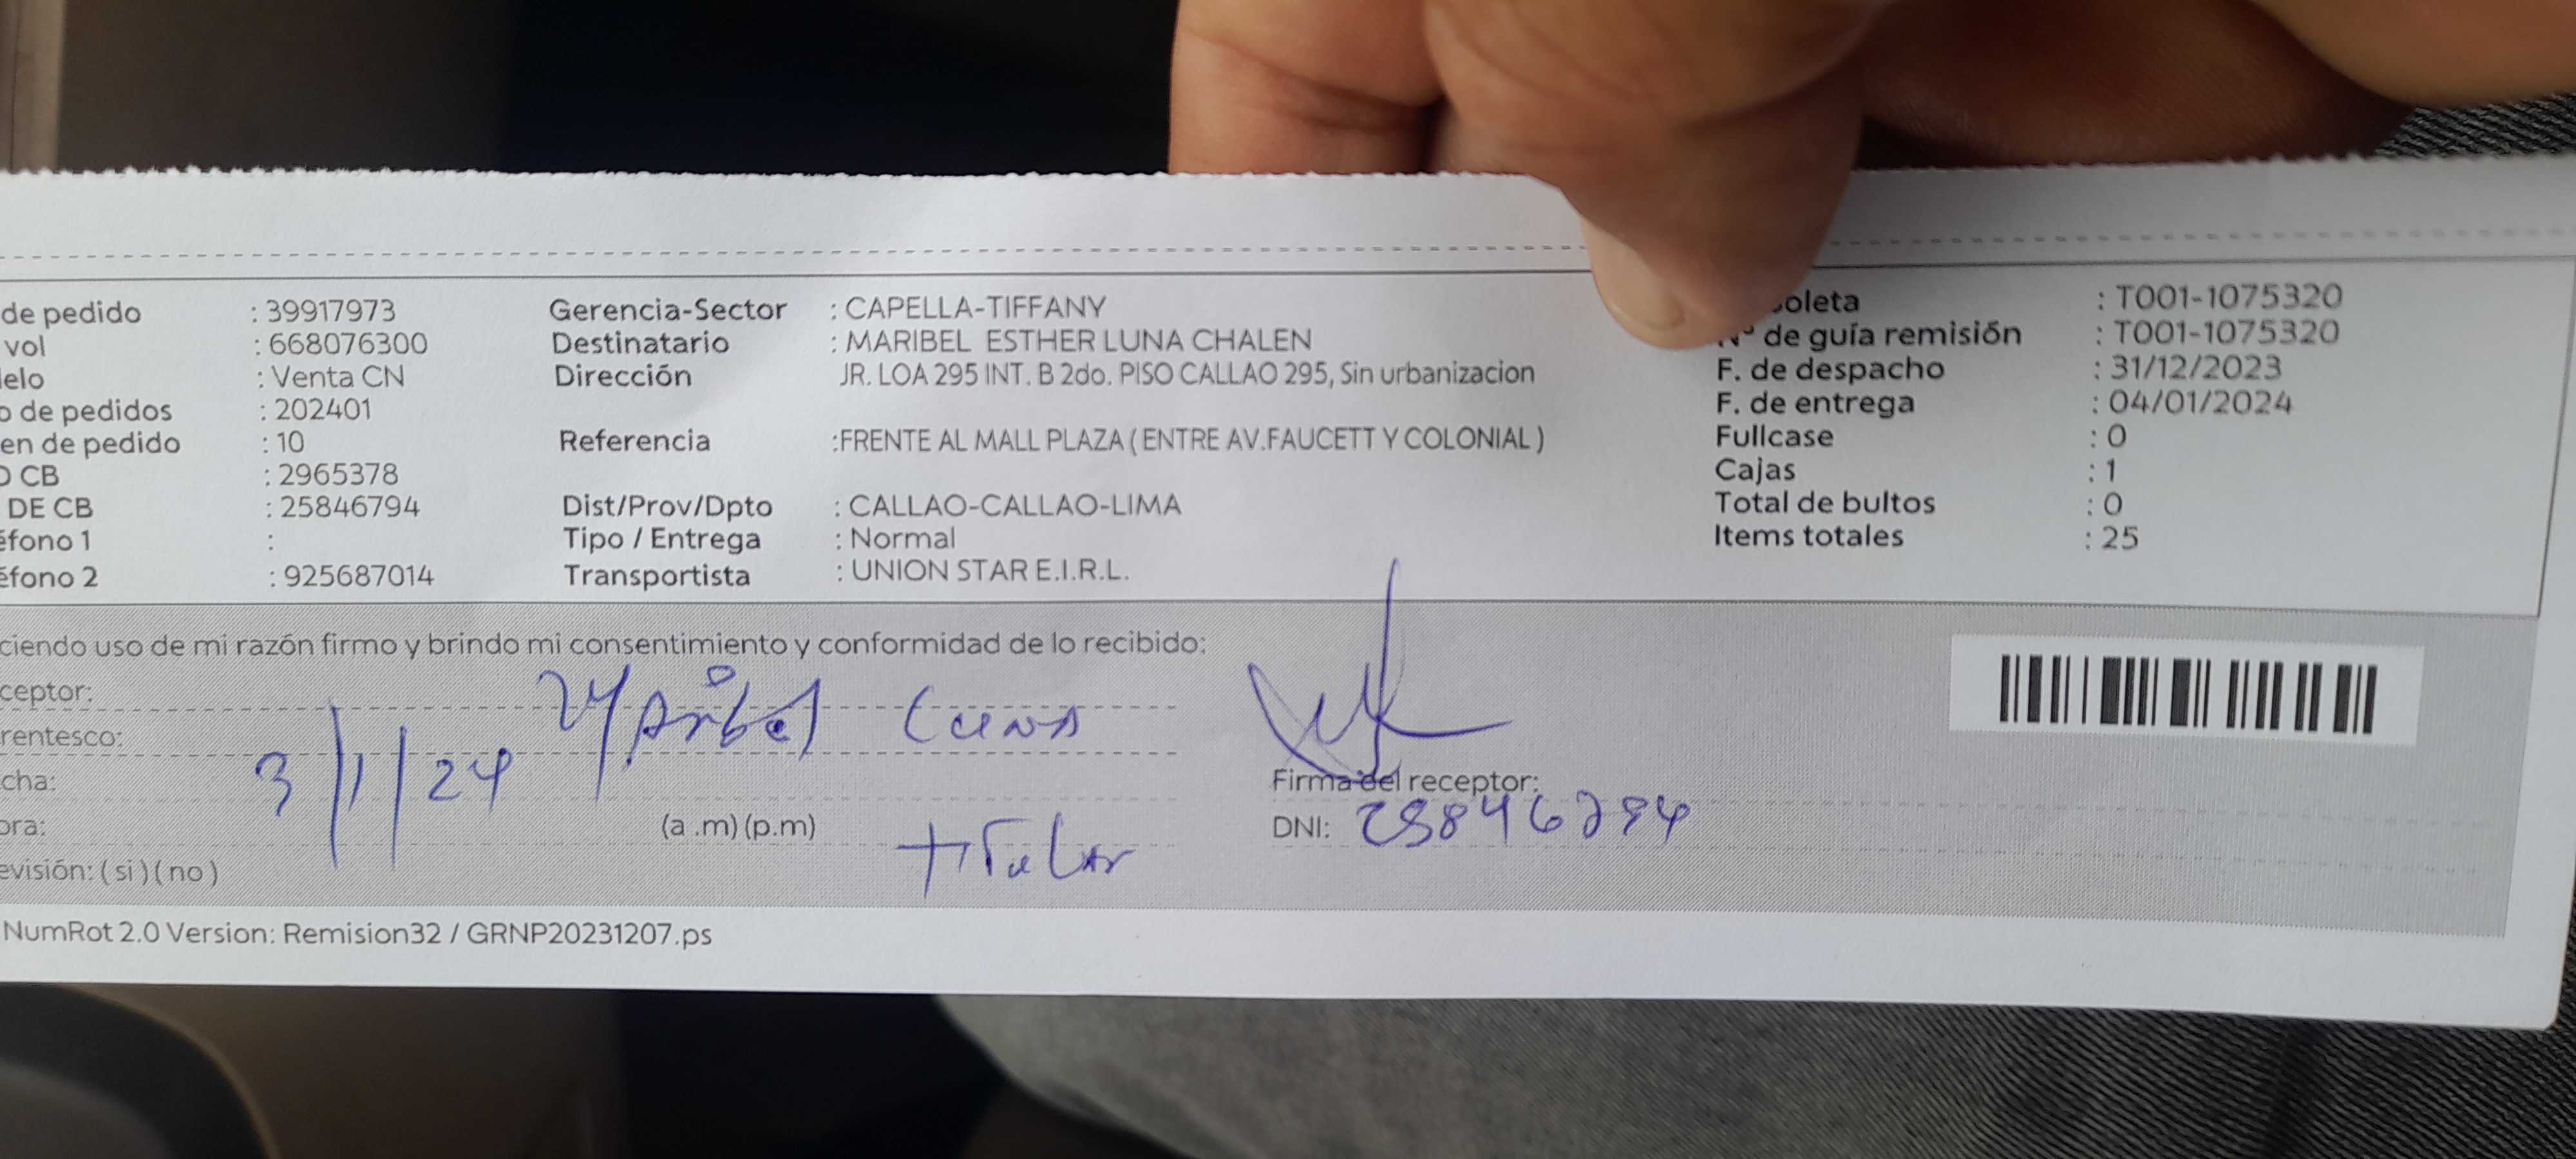 de pedido : 39917973 Gerencia-Sector : CAPELLA-TIFFANY oleta : T001-1075320
vol : 668076300 Destinatario : MARIBEL ESTHER LUNA CHALEN Nº de guía remisión : T001-1075320
elo : Venta CN Dirección JR. LOA 295 INT. B 2do. PISO CALLAO 295, Sin urbanizacion F. de despacho : 31/12/2023
o de pedidos : 202401 F. de entrega : 04/01/2024
en de pedido : 10 Referencia :FRENTE AL MALL PLAZA ( ENTRE AV.FAUCETT Y COLONIAL ) Fullcase : 0
O CB : 2965378 Cajas : 1
DE CB : 25846794 Dist/Prov/Dpto : CALLAO-CALLAO-LIMA Total de bultos : 0
éfono 1 : Tipo / Entrega : Normal Items totales : 25
éfono 2 : 925687014 Transportista : UNION STAR E.I.R.L.
ciendo uso de mi razón firmo y brindo mi consentimiento y conformidad de lo recibido:
ceptor: Maribel Luna
rentesco:
cha: 3/1/24 Firma del receptor:
ora: (a .m) (p.m) titular DNI: 25846794
evisión: ( si ) ( no )
NumRot 2.0 Version: Remision32 / GRNP20231207.ps